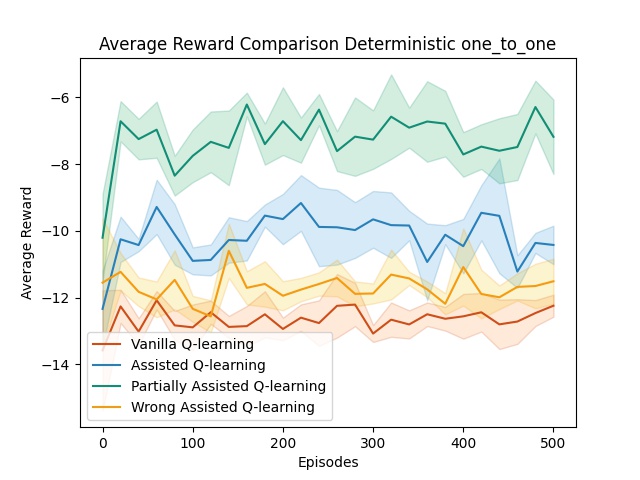 Average Reward Comparison Deterministic one_to_one
Average Reward
−6
−8
−10
−12
−14
Vanilla Q-learning
Assisted Q-learning
Partially Assisted Q-learning
Wrong Assisted Q-learning
0 100 200 300 400 500
Episodes